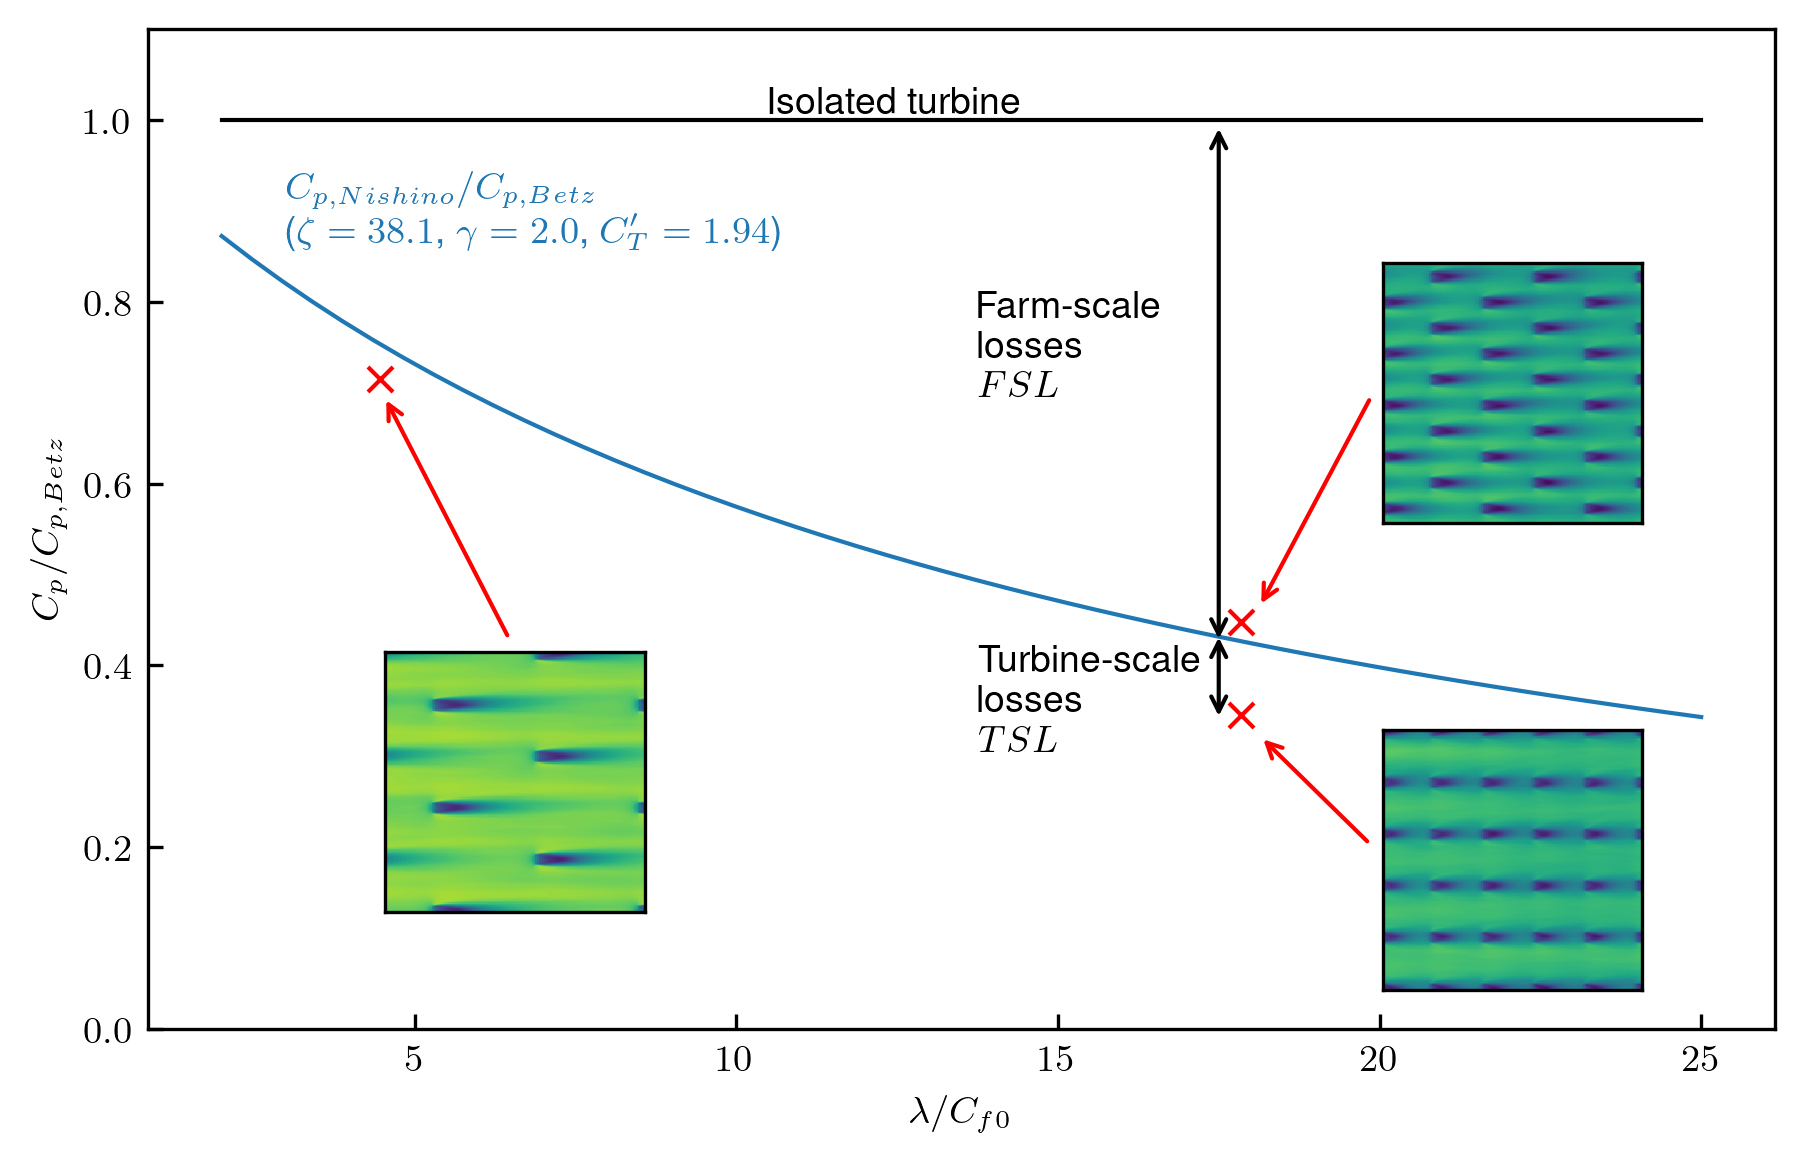 Isolated turbine
1.0
C_{p,Nishino}/C_{p,Betz}
(ζ = 38.1, γ = 2.0, C′_T = 1.94)
0.8
Farm-scale
losses
FSL
0.6
C_p/C_{p,Betz}
0.4
Turbine-scale
losses
TSL
0.2
0.0
5 10 15 20 25
λ/C_{f0}